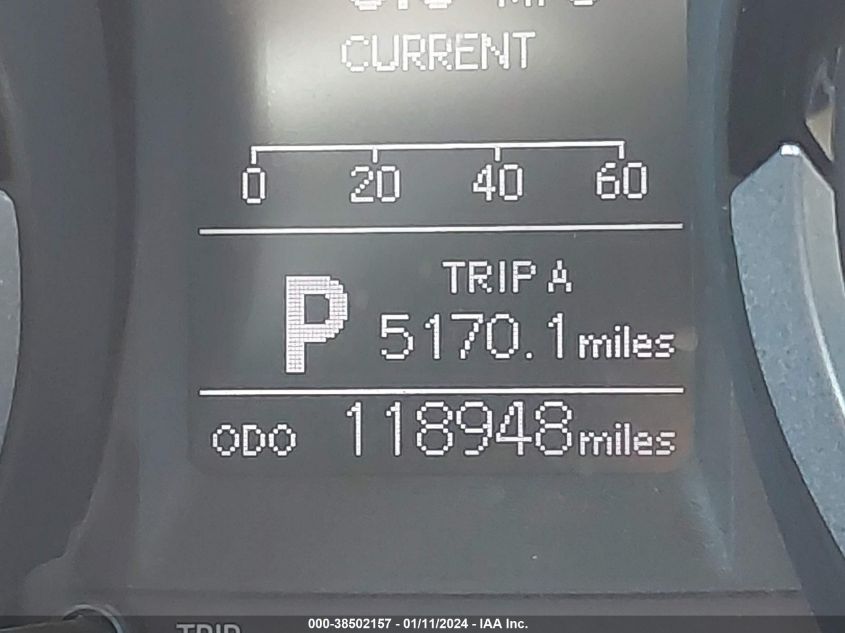 CURRENT
0 20 40 60
TRIP A
P 5170.1 miles
ODO 118948 miles
TRIP
000-38502157 - 01/11/2024 - IAA Inc.